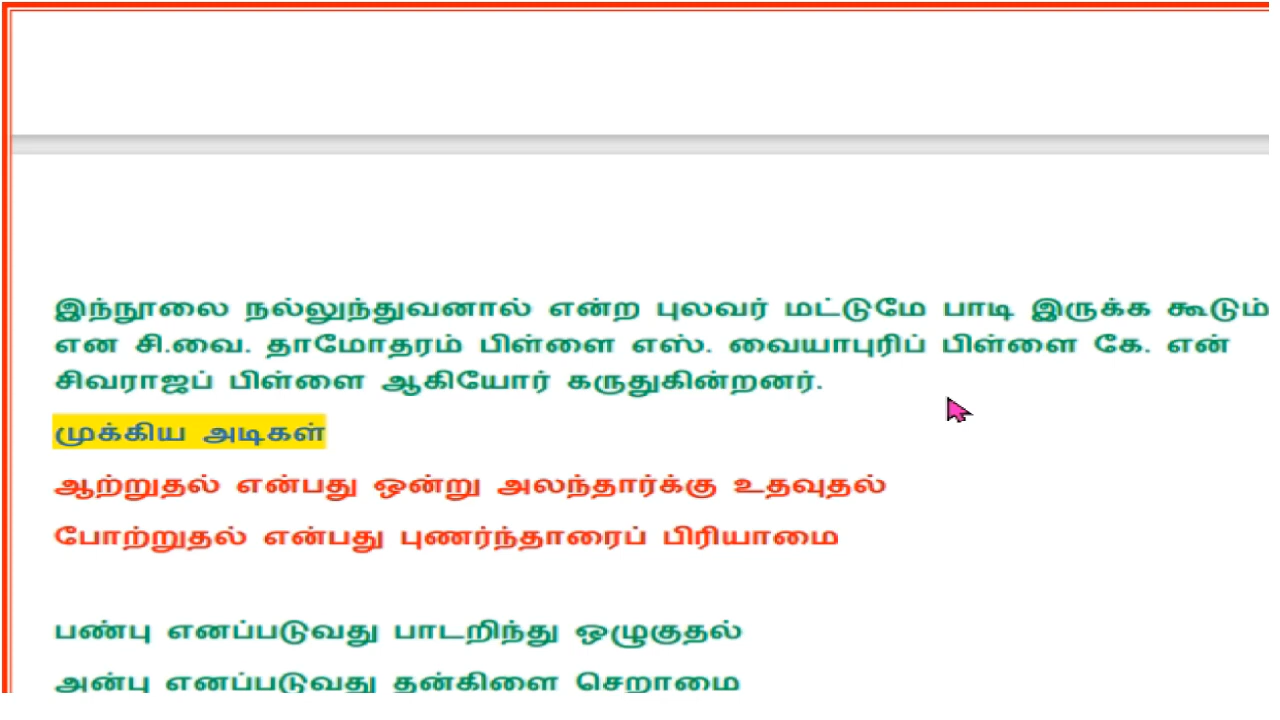 இந்நூலை நல்லுந்துவனால் என்ற புலவர் மட்டுமே பாடி இருக்க கூடும்
என சி.வை. தாமோதரம் பிள்ளை எஸ். வையாபுரிப் பிள்ளை கே. என்
சிவராஜப் பிள்ளை ஆகியோர் கருதுகின்றனர்.
முக்கிய அடிகள்
ஆற்றுதல் என்பது ஒன்று அலந்தார்க்கு உதவுதல்
போற்றுதல் என்பது புணர்ந்தாரைப் பிரியாமை
பண்பு எனப்படுவது பாடறிந்து ஒழுகுதல்
அன்பு எனப்படுவது தன்கிளை செறாமை